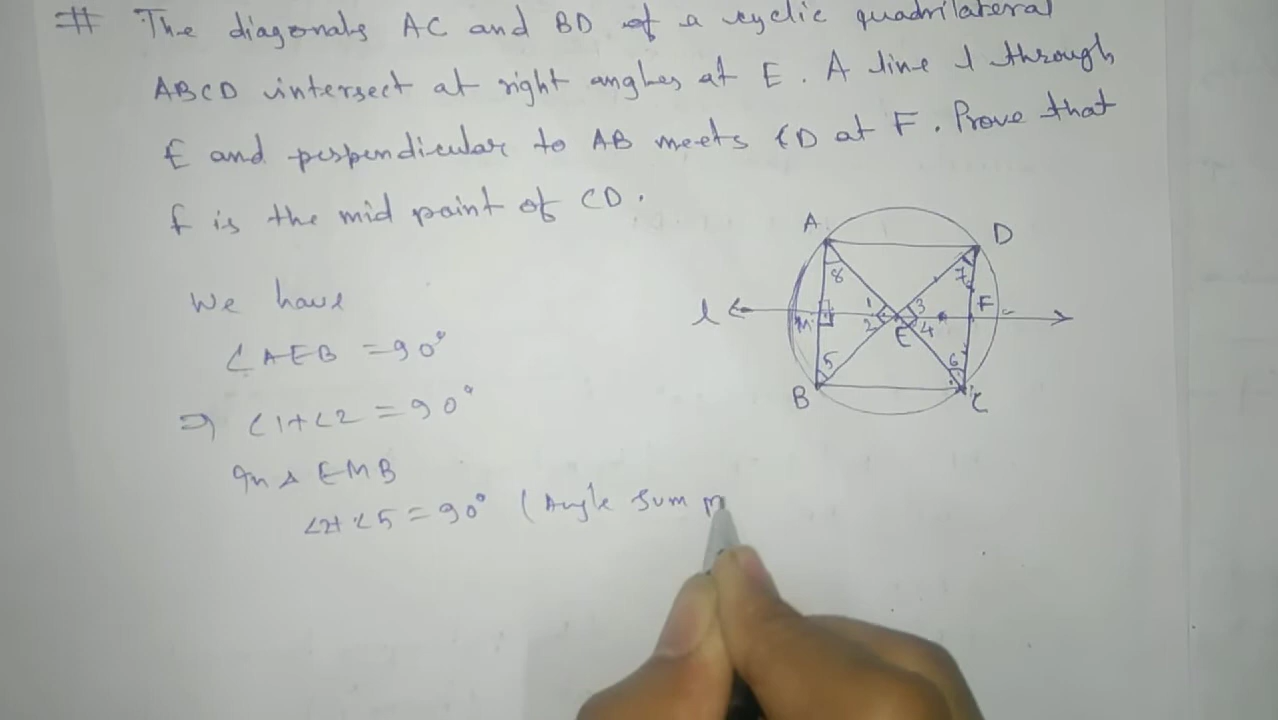 # The diagonals AC and BD of a cyclic quadrilateral
ABCD intersect at right angles at E. A line l through
E and perpendicular to AB meets CD at F. Prove that
F is the mid point of CD.
A
D
8
7
l
M
1
3
F
2
E
4
5
6
B
C
We have
∠AEB = 90°
⇒ ∠1+∠2 = 90°
In △ EMB
∠2+∠5 = 90° (Angle sum p